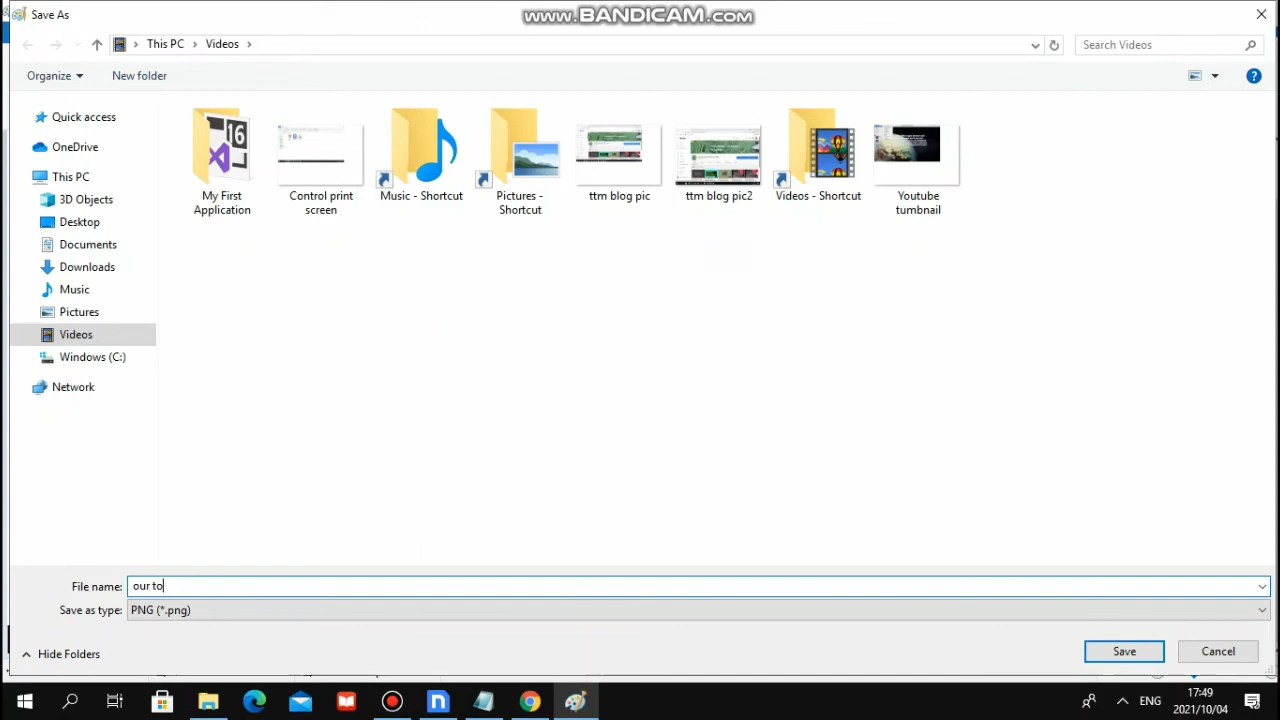 Save As
www.BANDICAM.com
This PC
Videos
Search Videos
Organize
New folder
Quick access
OneDrive
This PC
3D Objects
Desktop
Documents
Downloads
Music
Pictures
Videos
Windows (C:)
Network
16
My First
Application
Control print
screen
Music - Shortcut
Pictures -
Shortcut
ttm blog pic
ttm blog pic2
Videos - Shortcut
Youtube
tumbnail
File name:
our to
Save as type:
PNG (*.png)
Hide Folders
Save
Cancel
ENG
17:49
2021/10/04